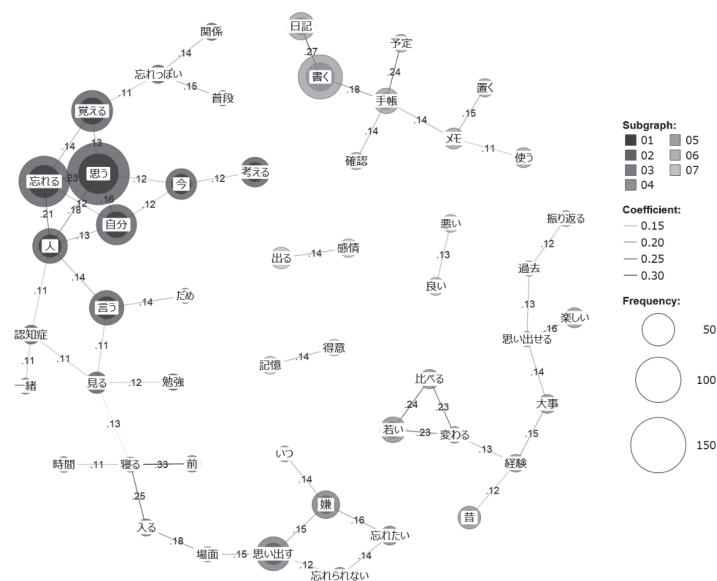 日記
関係
.27
予定
.14
忘れっぽい
書く
.24
.11
.15
普段
.18
手帳
置く
覚える
.15
.14
.14
メモ
.13
.14
確認
.11
使う
忘れる
.23
思う
.12
今
.12
考える
.16
.12
.21
.18
自分
.12
.13
人
悪い
振り返る
出る
.14
感情
.13
.12
.14
過去
良い
.11
言う
.14
ため
.13
楽しい
認知症
.11
思い出せる
.16
.11
.11
記憶
.14
得意
一緒
見る
.12
勉強
比べる
.14
大事
.24
.23
.13
若い
.23
変わる
.15
.13
いつ
経験
時間
.11
寝る
.33
前
.14
.12
.25
嫌
昔
入る
.15
.16
忘れたい
.18
場面
.15
思い出す
.12
.14
忘れられない
Subgraph:
01 05
02 06
03 07
04
Coefficient:
0.15
0.20
0.25
0.30
Frequency:
50
100
150